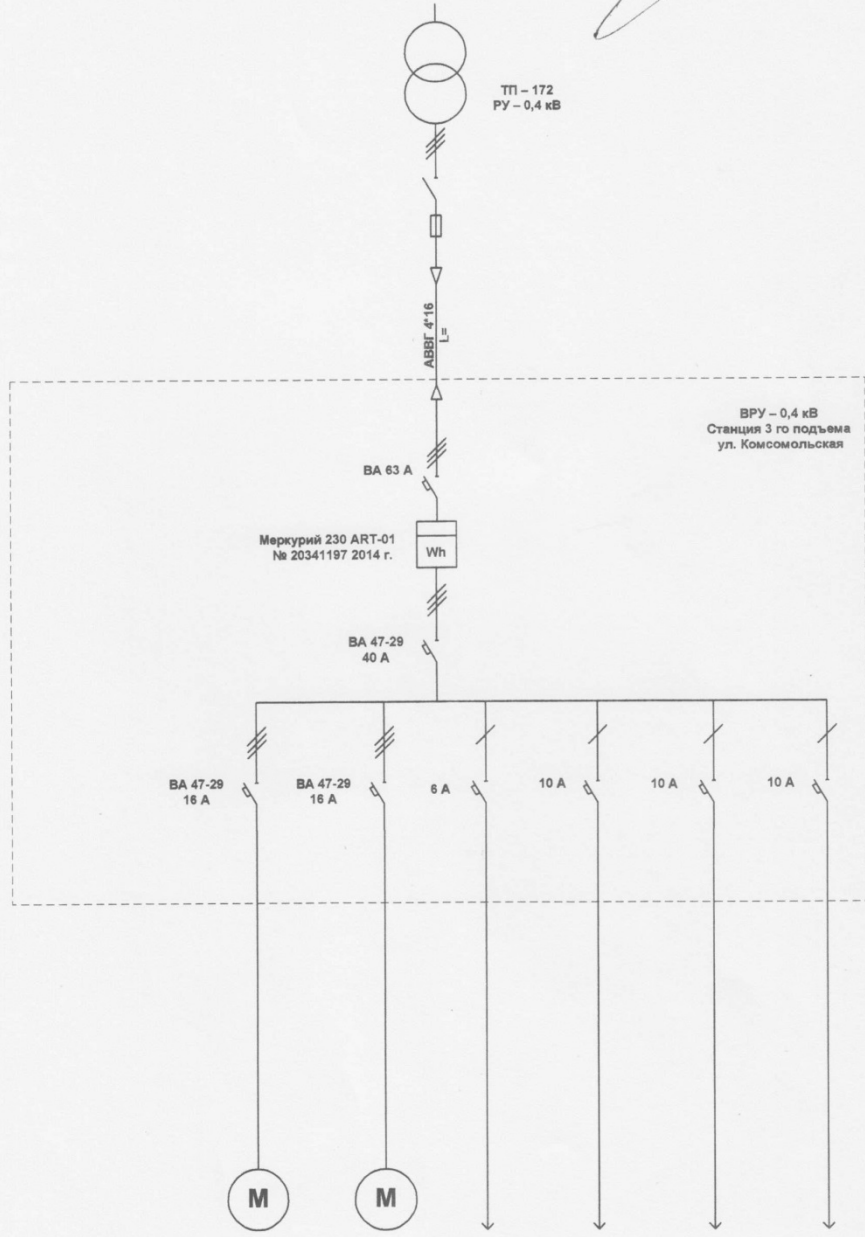 ТП – 172
РУ – 0,4 кВ
АВВГ 4*16
L=
ВРУ – 0,4 кВ
Станция 3 го подъема
ул. Комсомольская
ВА 63 А
Меркурий 230 ART-01
№ 20341197 2014 г.
Wh
ВА 47-29
40 А
ВА 47-29
16 А
ВА 47-29
16 А
6 А
10 А
10 А
10 А
М
М